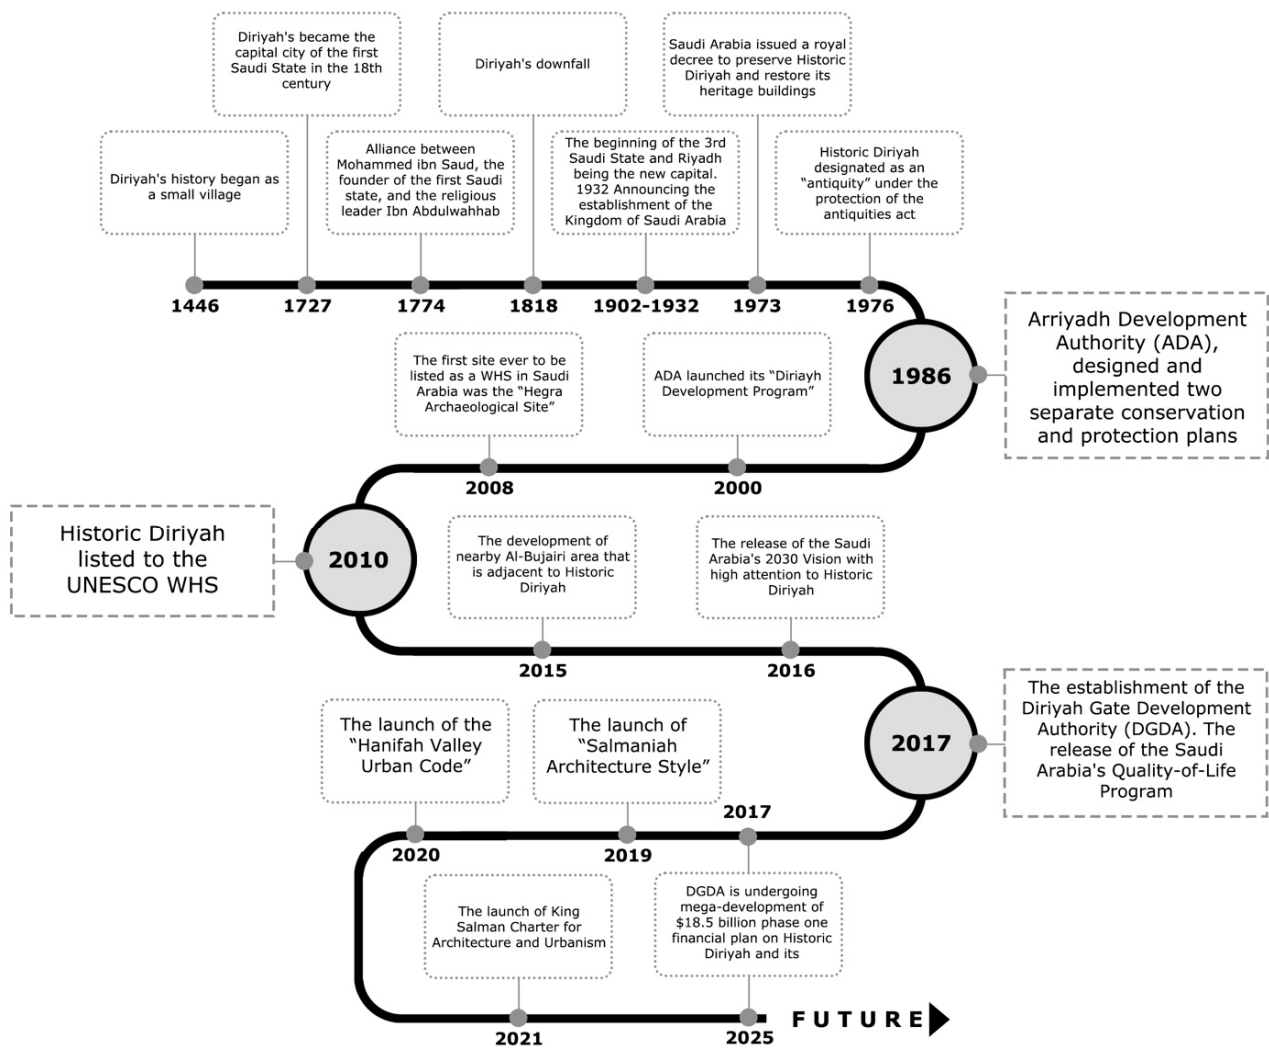 Diriyah's became the
capital city of the first
Saudi State in the 18th
century
Diriyah's downfall
Saudi Arabia issued a royal
decree to preserve Historic
Diriyah and restore its
heritage buildings
Diriyah's history began as
a small village
Alliance between
Mohammed ibn Saud, the
founder of the first Saudi
state, and the religious
leader Ibn Abdulwahhab
The beginning of the 3rd
Saudi State and Riyadh
being the new capital.
1932 Announcing the
establishment of the
Kingdom of Saudi Arabia
Historic Diriyah
designated as an
“antiquity” under the
protection of the
antiquities act
1446
1727
1774
1818
1902-1932
1973
1976
1986
Arriyadh Development
Authority (ADA),
designed and
implemented two
separate conservation
and protection plans
The first site ever to be
listed as a WHS in Saudi
Arabia was the “Hegra
Archaeological Site”
ADA launched its “Diriayh
Development Program”
2008
2000
Historic Diriyah
listed to the
UNESCO WHS
2010
The development of
nearby Al-Bujairi area that
is adjacent to Historic
Diriyah
The release of the Saudi
Arabia's 2030 Vision with
high attention to Historic
Diriyah
2015
2016
2017
The establishment of the
Diriyah Gate Development
Authority (DGDA). The
release of the Saudi
Arabia's Quality-of-Life
Program
The launch of the
“Hanifah Valley
Urban Code”
The launch of
“Salmaniah
Architecture Style”
2017
2020
2019
The launch of King
Salman Charter for
Architecture and Urbanism
DGDA is undergoing
mega-development of
$18.5 billion phase one
financial plan on Historic
Diriyah and its
2021
2025
FUTURE